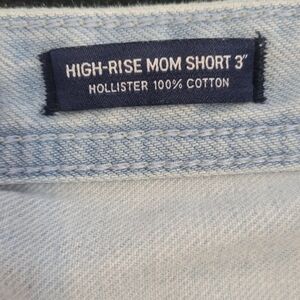 HIGH-RISE MOM SHORT 3"
HOLLISTER 100% COTTON